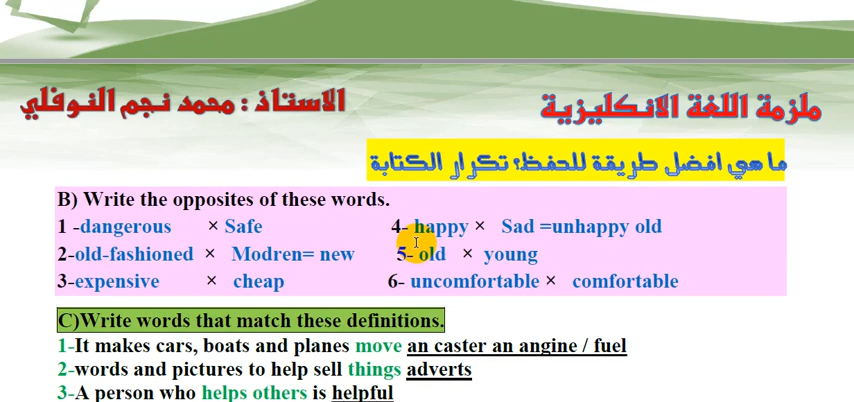 ملزمة اللغة الانكليزية الاستاذ : محمد نجم النوفلي
ما هي افضل طريقة للحفظ؟ تكرار الكتابة
B) Write the opposites of these words.
1 -dangerous × Safe 4- happy × Sad =unhappy old
2-old-fashioned × Modren= new 5- old × young
3-expensive × cheap 6- uncomfortable × comfortable
C)Write words that match these definitions.
1-It makes cars, boats and planes move an caster an angine / fuel
2-words and pictures to help sell things adverts
3-A person who helps others is helpful